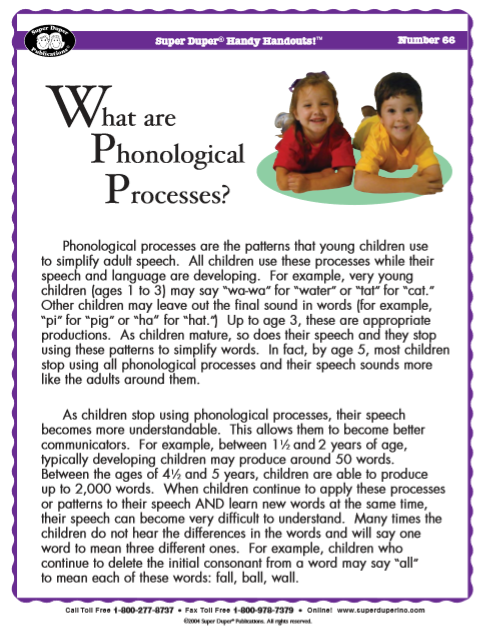 Super Duper
Publications®
Super Duper® Handy Handouts!™
Number 66
What are
Phonological
Processes?
Phonological processes are the patterns that young children use
to simplify adult speech. All children use these processes while their
speech and language are developing. For example, very young
children (ages 1 to 3) may say “wa-wa” for “water” or “tat” for “cat.”
Other children may leave out the final sound in words (for example,
“pi” for “pig” or “ha” for “hat.”) Up to age 3, these are appropriate
productions. As children mature, so does their speech and they stop
using these patterns to simplify words. In fact, by age 5, most children
stop using all phonological processes and their speech sounds more
like the adults around them.
As children stop using phonological processes, their speech
becomes more understandable. This allows them to become better
communicators. For example, between 1½ and 2 years of age,
typically developing children may produce around 50 words.
Between the ages of 4½ and 5 years, children are able to produce
up to 2,000 words. When children continue to apply these processes
or patterns to their speech AND learn new words at the same time,
their speech can become very difficult to understand. Many times the
children do not hear the differences in the words and will say one
word to mean three different ones. For example, children who
continue to delete the initial consonant from a word may say “all”
to mean each of these words: fall, ball, wall.
Call Toll Free 1-800-277-8737 • Fax Toll Free 1-800-978-7379 • Online! www.superduperinc.com
©2004 Super Duper® Publications. All rights reserved.